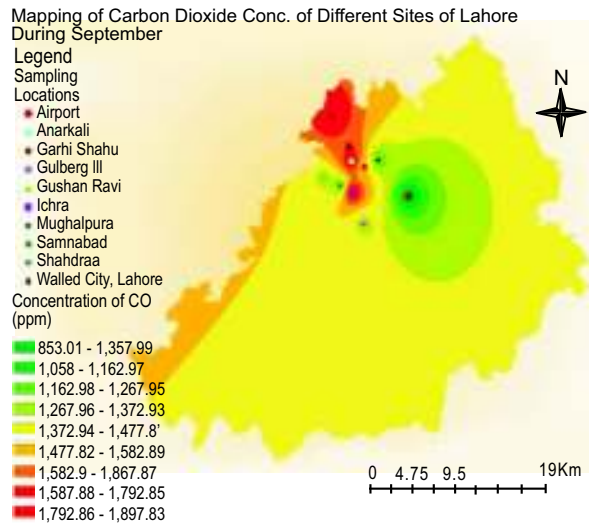 Mapping of Carbon Dioxide Conc. of Different Sites of Lahore
During September
Legend
Sampling
Locations
Airport
Anarkali
Garhi Shahu
Gulberg III
Gushan Ravi
Ichra
Mughalpura
Samnabad
Shahdraa
Walled City, Lahore
Concentration of CO
(ppm)
853.01 - 1,357.99
1,058 - 1,162.97
1,162.98 - 1,267.95
1,267.96 - 1,372.93
1,372.94 - 1,477.8'
1,477.82 - 1,582.89
1,582.9 - 1,867.87
1,587.88 - 1,792.85
1,792.86 - 1,897.83
N
0 4.75 9.5 19Km